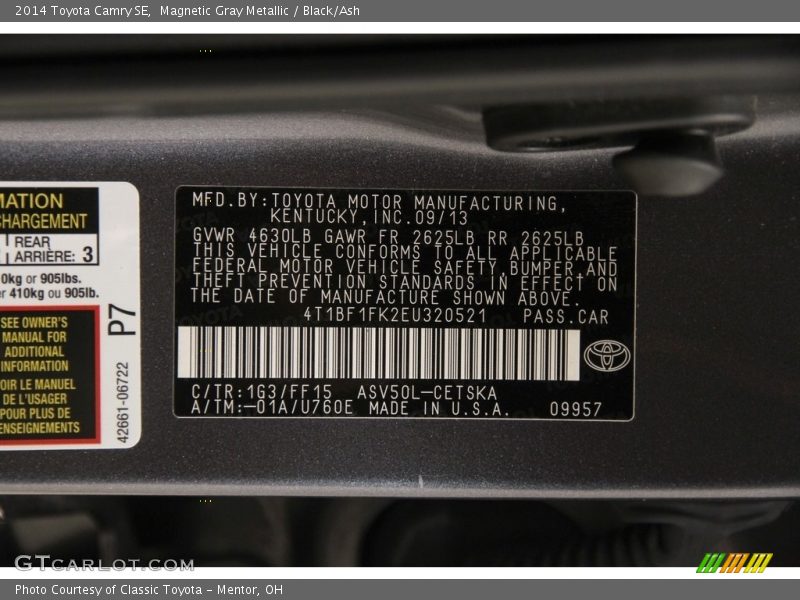 2014 Toyota Camry SE,  Magnetic Gray Metallic / Black/Ash
MATION
CHARGEMENT
REAR
ARRIÈRE: 3
0kg or 905lbs.
er 410kg ou 905lb.
SEE OWNER'S
MANUAL FOR
ADDITIONAL
INFORMATION
OIR LE MANUEL
DE L'USAGER
POUR PLUS DE
ENSEIGNEMENTS
P7
42661-06722
MFD.BY:TOYOTA MOTOR MANUFACTURING,
KENTUCKY,INC.09/13
GVWR 4630LB GAWR FR 2625LB RR 2625LB
THIS VEHICLE CONFORMS TO ALL APPLICABLE
FEDERAL MOTOR VEHICLE SAFETY,BUMPER,AND
THEFT PREVENTION STANDARDS IN EFFECT ON
THE DATE OF MANUFACTURE SHOWN ABOVE.
4T1BF1FK2EU320521 PASS.CAR
C/TR:1G3/FF15 ASV50L-CETSKA
A/TM:-01A/U760E MADE IN U.S.A. 09957
GTCarLot.com
Photo Courtesy of Classic Toyota - Mentor, OH